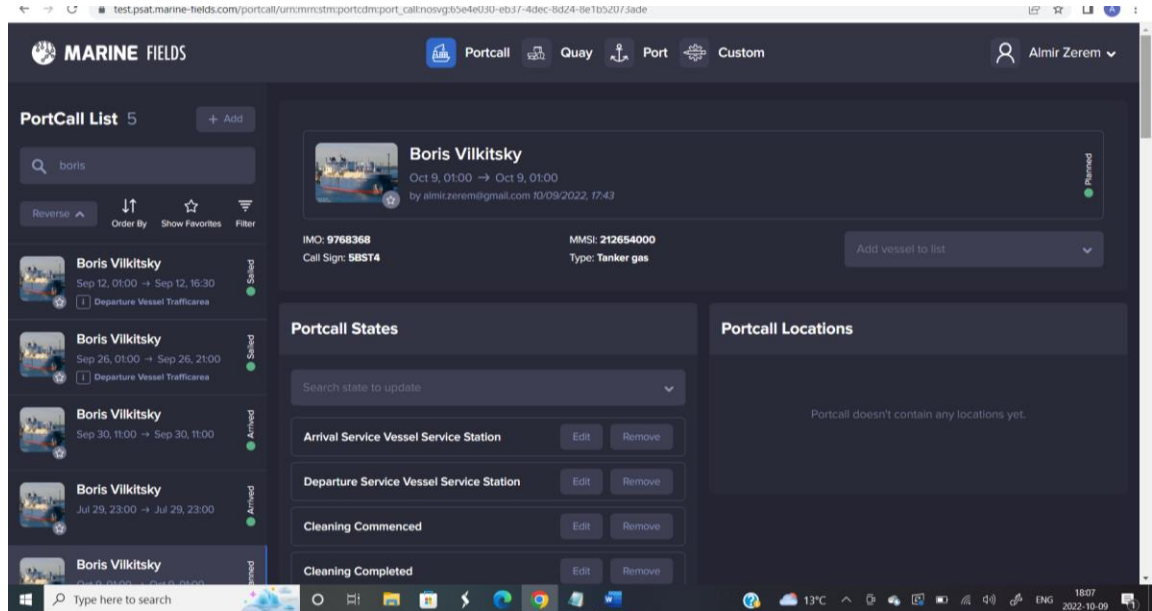 test.psat.marine-fields.com/portcall/urn:mrn:stm:portcdm:port_call:nosvg:65e4e030-eb37-4dec-8d24-8e1b52073ade
A
MARINE FIELDS
Portcall
Quay
Port
Custom
Almir Zerem
PortCall List 5
+ Add
boris
Reverse
Order By
Show Favorites
Filter
Boris Vilkitsky
Sep 12, 01:00 → Sep 12, 16:30
i Departure Vessel Trafficarea
Sailed
Boris Vilkitsky
Sep 26, 01:00 → Sep 26, 21:00
i Departure Vessel Trafficarea
Sailed
Boris Vilkitsky
Sep 30, 11:00 → Sep 30, 11:00
Arrived
Boris Vilkitsky
Jul 29, 23:00 → Jul 29, 23:00
Arrived
Boris Vilkitsky
Oct 9, 01:00 → Oct 9, 01:00
Boris Vilkitsky
Oct 9, 01:00 → Oct 9, 01:00
by almir.zerem@gmail.com 10/09/2022, 17:43
Planned
IMO: 9768368
MMSI: 212654000
Call Sign: 5BST4
Type: Tanker gas
Add vessel to list
Portcall States
Search state to update
Arrival Service Vessel Service Station
Edit
Remove
Departure Service Vessel Service Station
Edit
Remove
Cleaning Commenced
Edit
Remove
Cleaning Completed
Edit
Remove
Portcall Locations
Portcall doesn't contain any locations yet.
Type here to search
13°C
ENG
18:07
2022-10-09